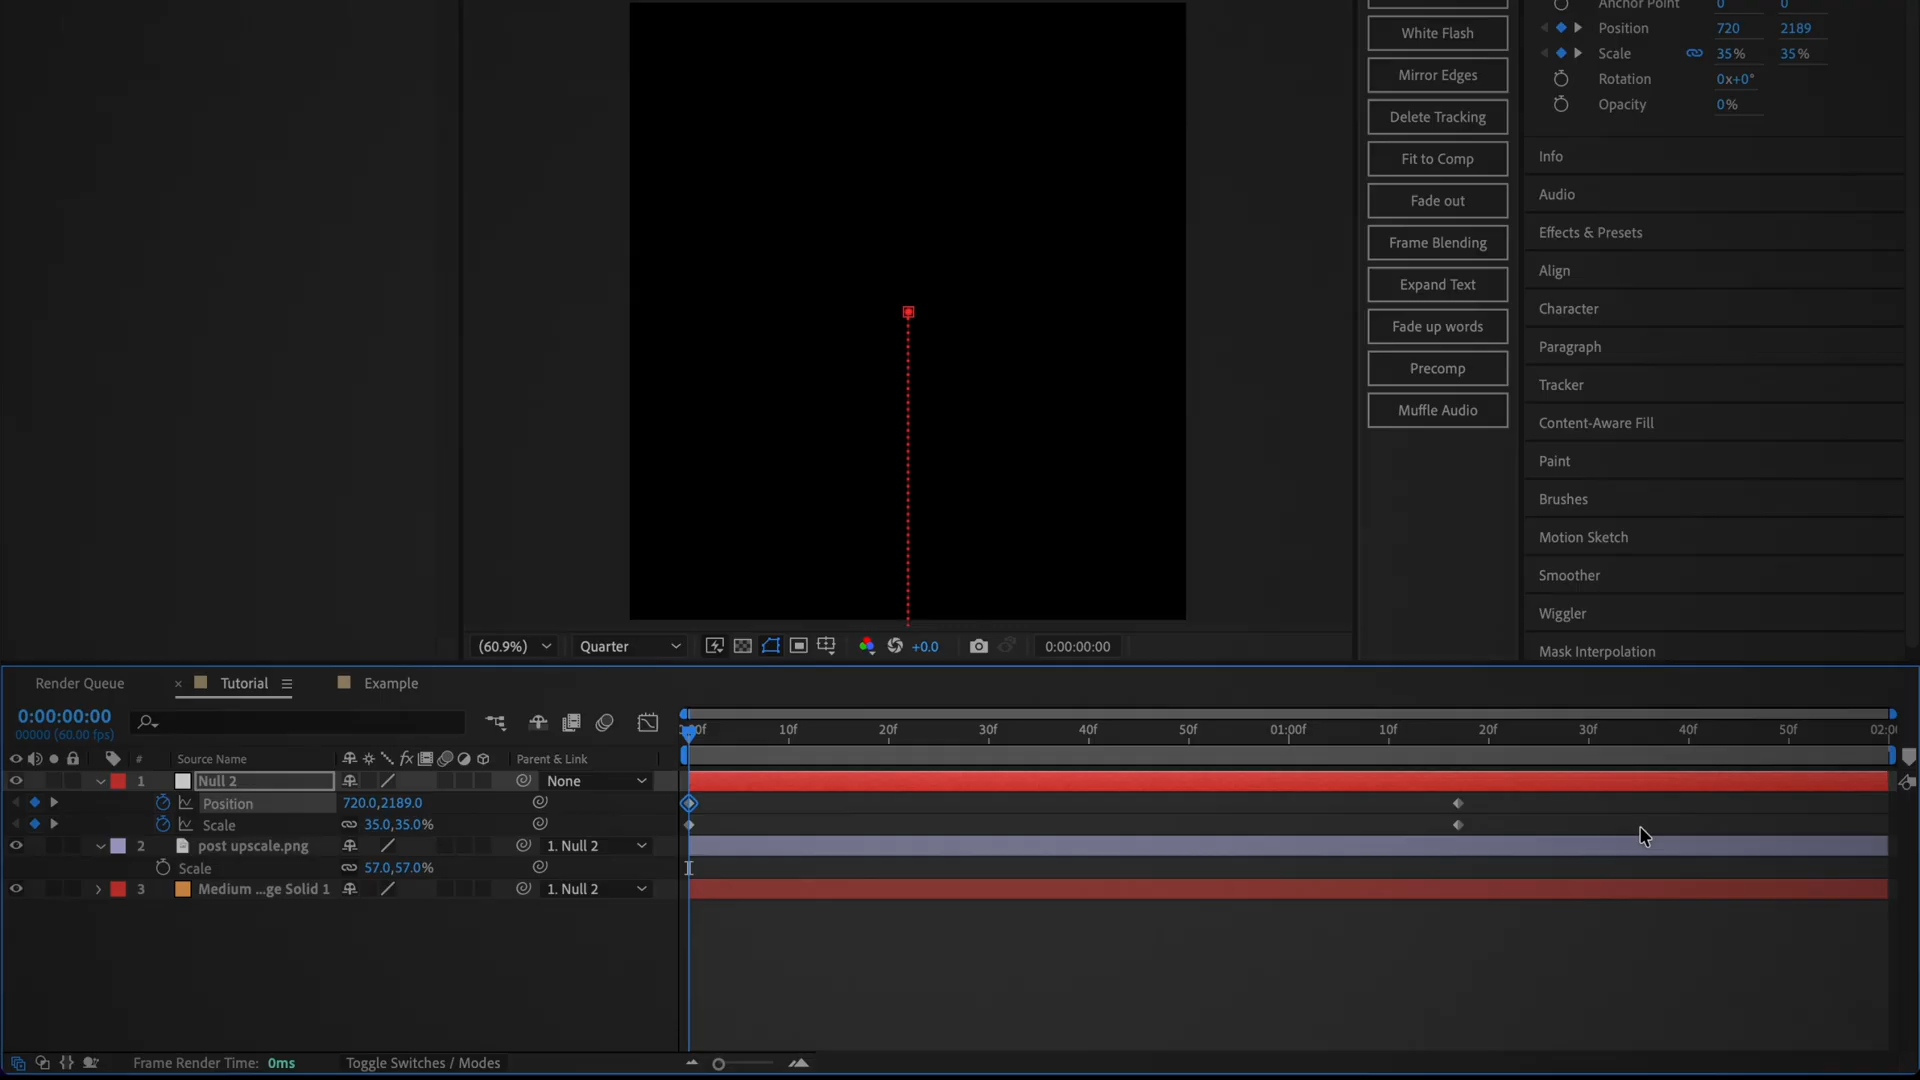 White Flash
Mirror Edges
Delete Tracking
Fit to Comp
Fade out
Frame Blending
Expand Text
Fade up words
Precomp
Muffle Audio
Anchor Point 0 0
Position 720 2189
Scale 35% 35%
Rotation 0x+0°
Opacity 0%
Info
Audio
Effects & Presets
Align
Character
Paragraph
Tracker
Content-Aware Fill
Paint
Brushes
Motion Sketch
Smoother
Wiggler
Mask Interpolation
(60.9%) Quarter +0.0 0:00:00:00
Render Queue × Tutorial Example
0:00:00:00
00000 (60.00 fps)
10f 20f 30f 40f 50f 01:00f 10f 20f 30f 40f 50f
# Source Name fx Parent & Link
1 Null 2 None
Position 720.0,2189.0
Scale 35.0,35.0%
2 post upscale.png 1. Null 2
Scale 57.0,57.0%
3 Medium ...ge Solid 1 1. Null 2
Frame Render Time: 0ms Toggle Switches / Modes